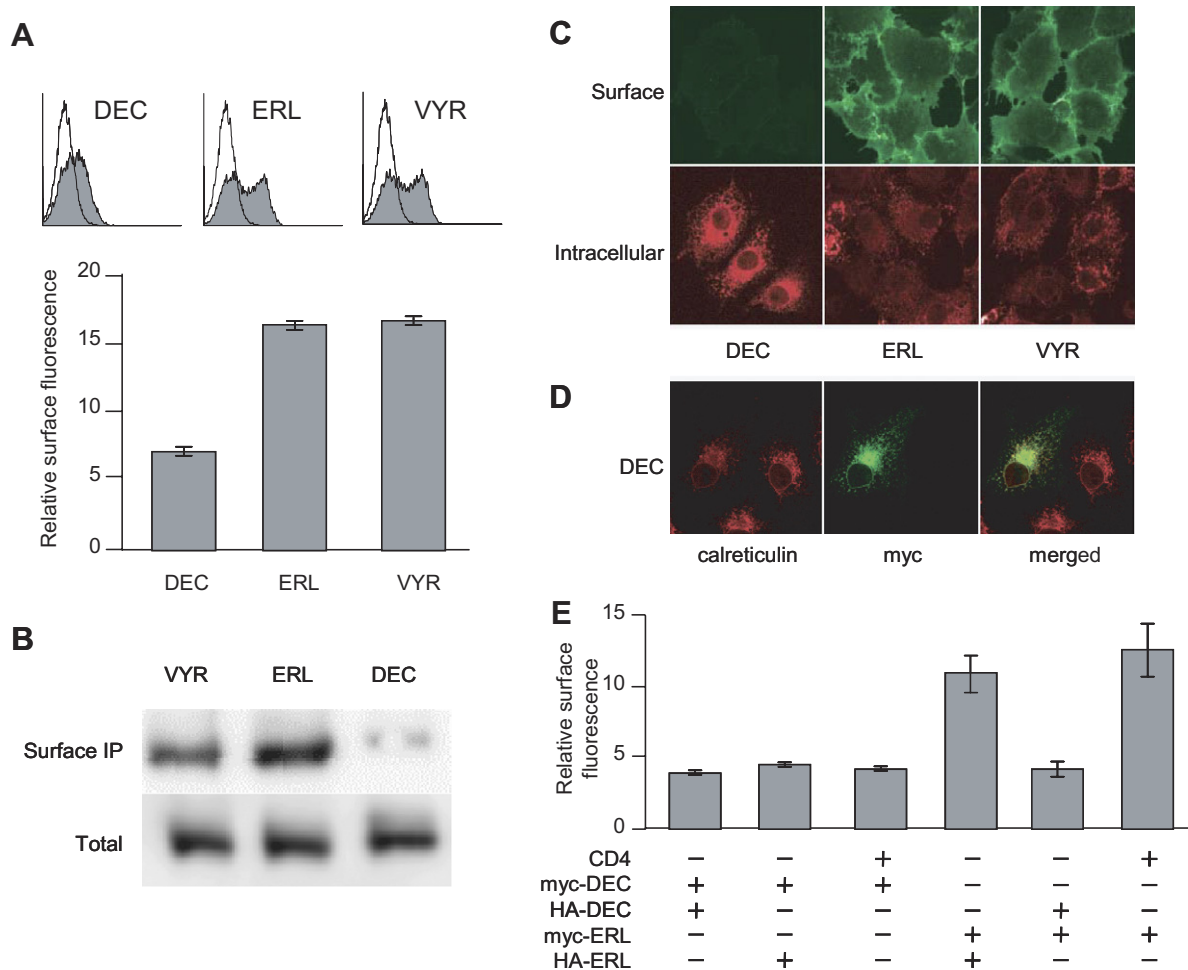 A
DEC
ERL
VYR
Relative surface fluorescence
20
15
10
5
0
DEC
ERL
VYR
B
VYR
ERL
DEC
Surface IP
Total
C
Surface
Intracellular
DEC
ERL
VYR
D
DEC
calreticulin
myc
merged
E
Relative surface
fluorescence
15
10
5
0
CD4 – – + – – +
myc-DEC + + + – – –
HA-DEC + – – – + –
myc-ERL – – – + + +
HA-ERL – + – + – –